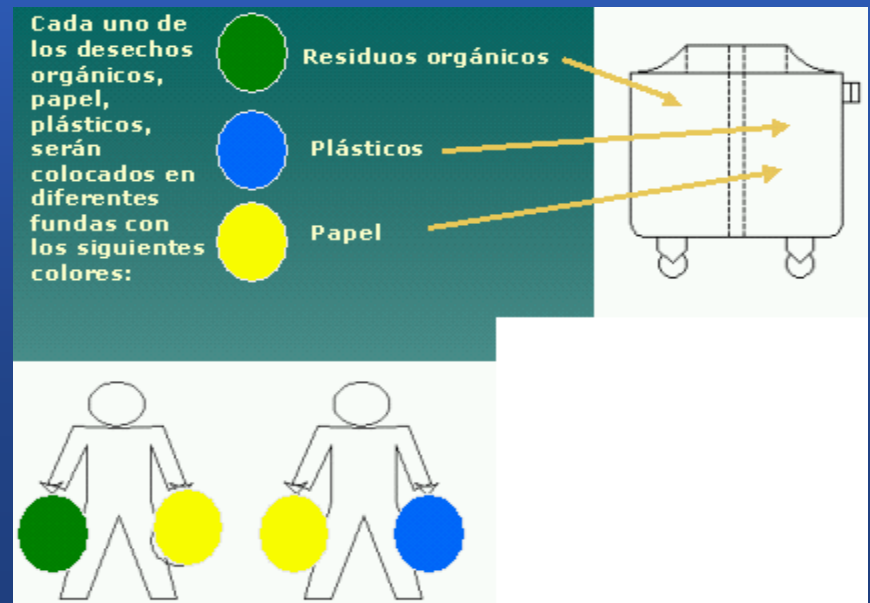 Cada uno de
los desechos
orgánicos,
papel,
plásticos,
serán
colocados en
diferentes
fundas con
los siguientes
colores:
Residuos orgánicos
Plásticos
Papel